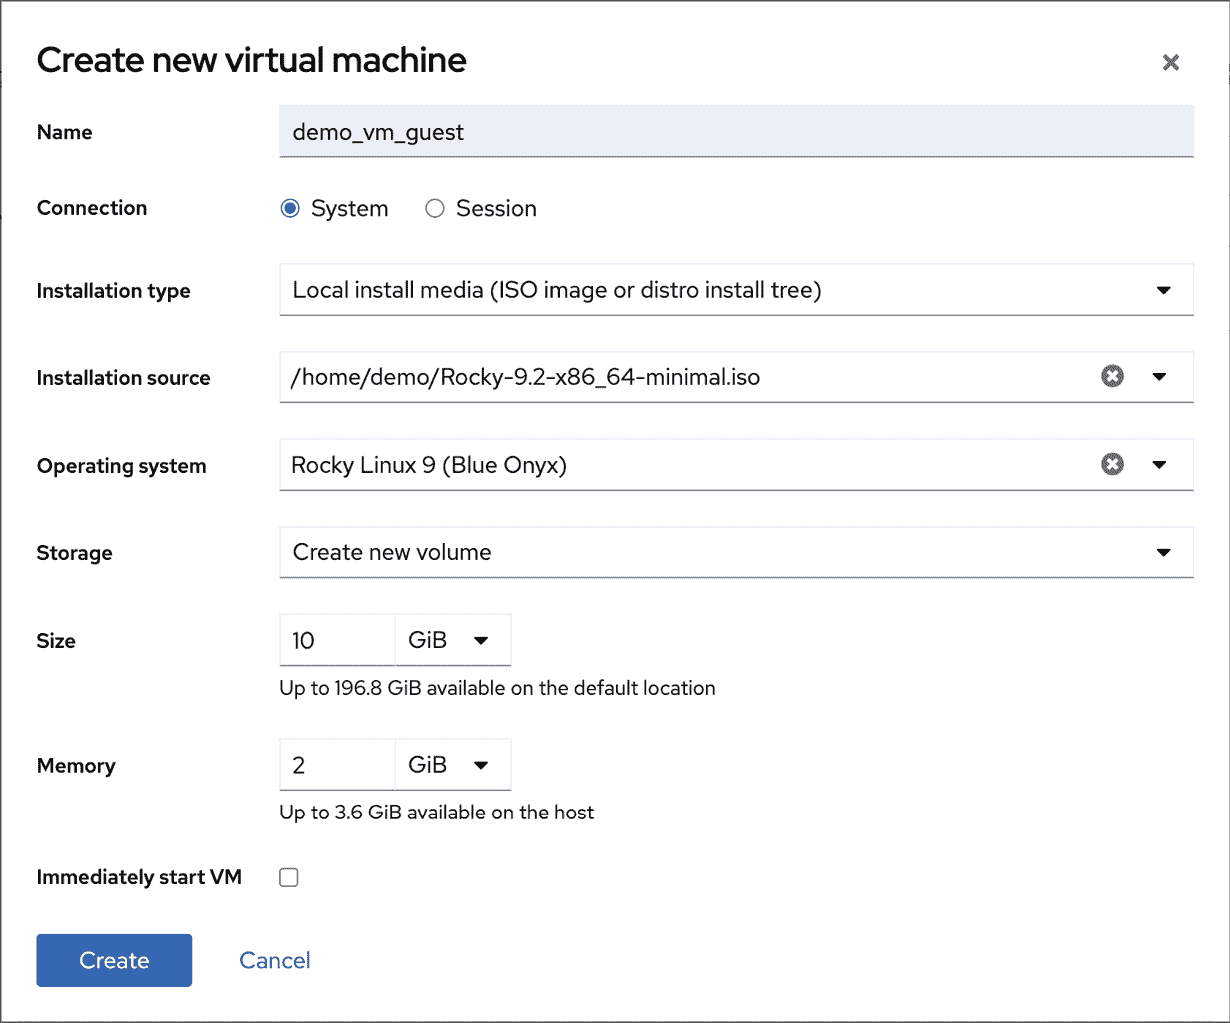 Create new virtual machine
Name demo_vm_guest
Connection System Session
Installation type Local install media (ISO image or distro install tree)
Installation source /home/demo/Rocky-9.2-x86_64-minimal.iso
Operating system Rocky Linux 9 (Blue Onyx)
Storage Create new volume
Size 10 GiB
Up to 196.8 GiB available on the default location
Memory 2 GiB
Up to 3.6 GiB available on the host
Immediately start VM
Create Cancel